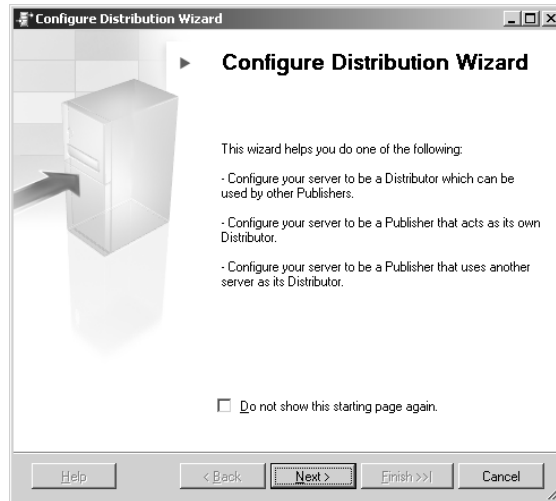 Configure Distribution Wizard
Configure Distribution Wizard
This wizard helps you do one of the following:
- Configure your server to be a Distributor which can be
used by other Publishers.
- Configure your server to be a Publisher that acts as its own
Distributor.
- Configure your server to be a Publisher that uses another
server as its Distributor.
Do not show this starting page again.
Help
< Back
Next >
Finish >>|
Cancel